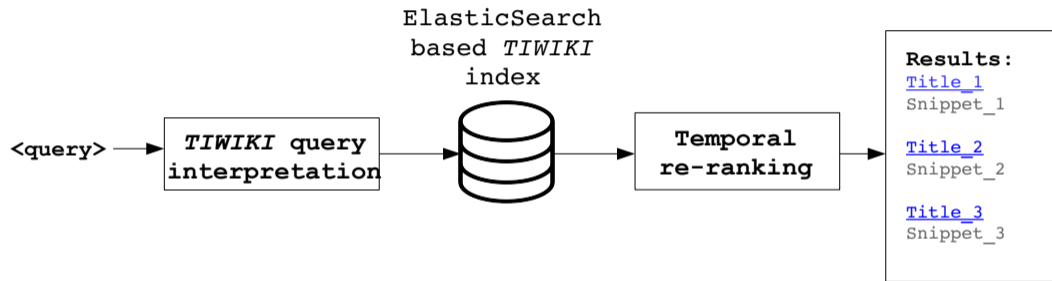 <query>
TIWIKI query
interpretation
ElasticSearch
based TIWIKI
index
Temporal
re-ranking
Results:
Title_1
Snippet_1
Title_2
Snippet_2
Title_3
Snippet_3